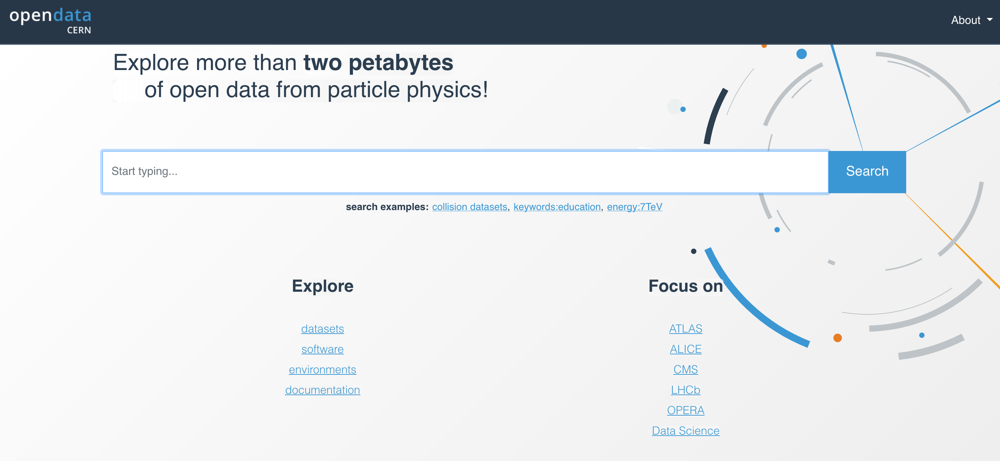 opendata
CERN
About
Explore more than two petabytes
of open data from particle physics!
Start typing...
Search
search examples: collision datasets, keywords:education, energy:7TeV
Explore
datasets
software
environments
documentation
Focus on
ATLAS
ALICE
CMS
LHCb
OPERA
Data Science